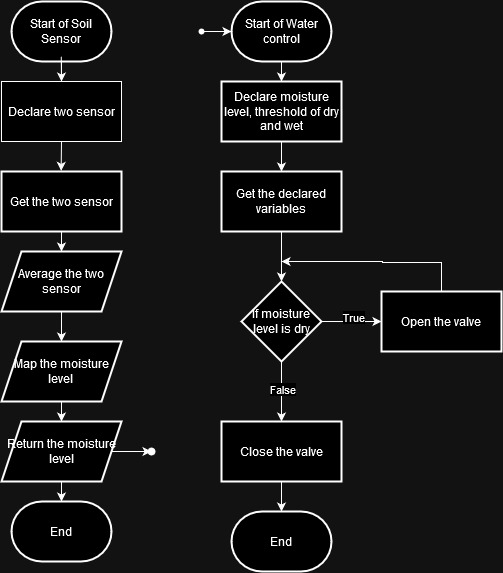 Start of Soil
Sensor
Declare two sensor
Get the two sensor
Average the two
sensor
Map the moisture
level
Return the moisture
level
End
Start of Water
control
Declare moisture
level, threshold of dry
and wet
Get the declared
variables
If moisture
level is dry
True
Open the valve
False
Close the valve
End